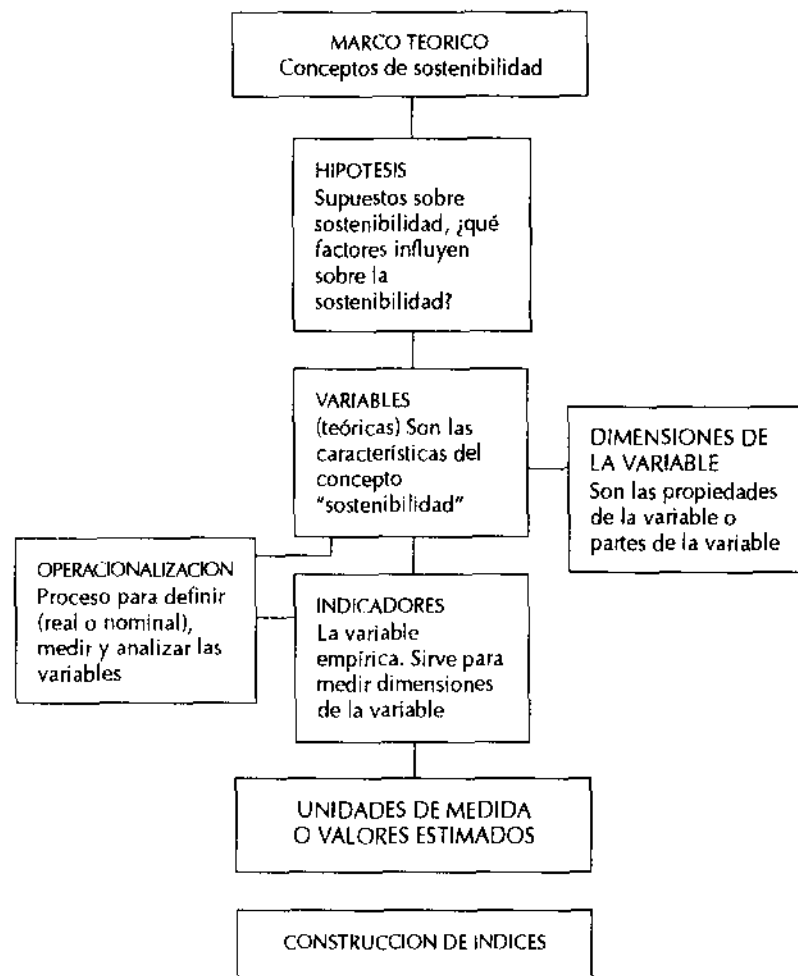 MARCO TEORICO
Conceptos de sostenibilidad
HIPOTESIS
Supuestos sobre
sostenibilidad, ¿qué
factores influyen
sobre la
sostenibilidad?
VARIABLES
(teóricas) Son las
características del
concepto
"sostenibilidad"
DIMENSIONES DE
LA VARIABLE
Son las propiedades
de la variable o
partes de la variable
OPERACIONALIZACION
Proceso para definir
(real o nominal),
medir y analizar las
variables
INDICADORES
La variable
empírica. Sirve para
medir dimensiones
de la variable
UNIDADES DE MEDIDA
O VALORES ESTIMADOS
CONSTRUCCION DE INDICES